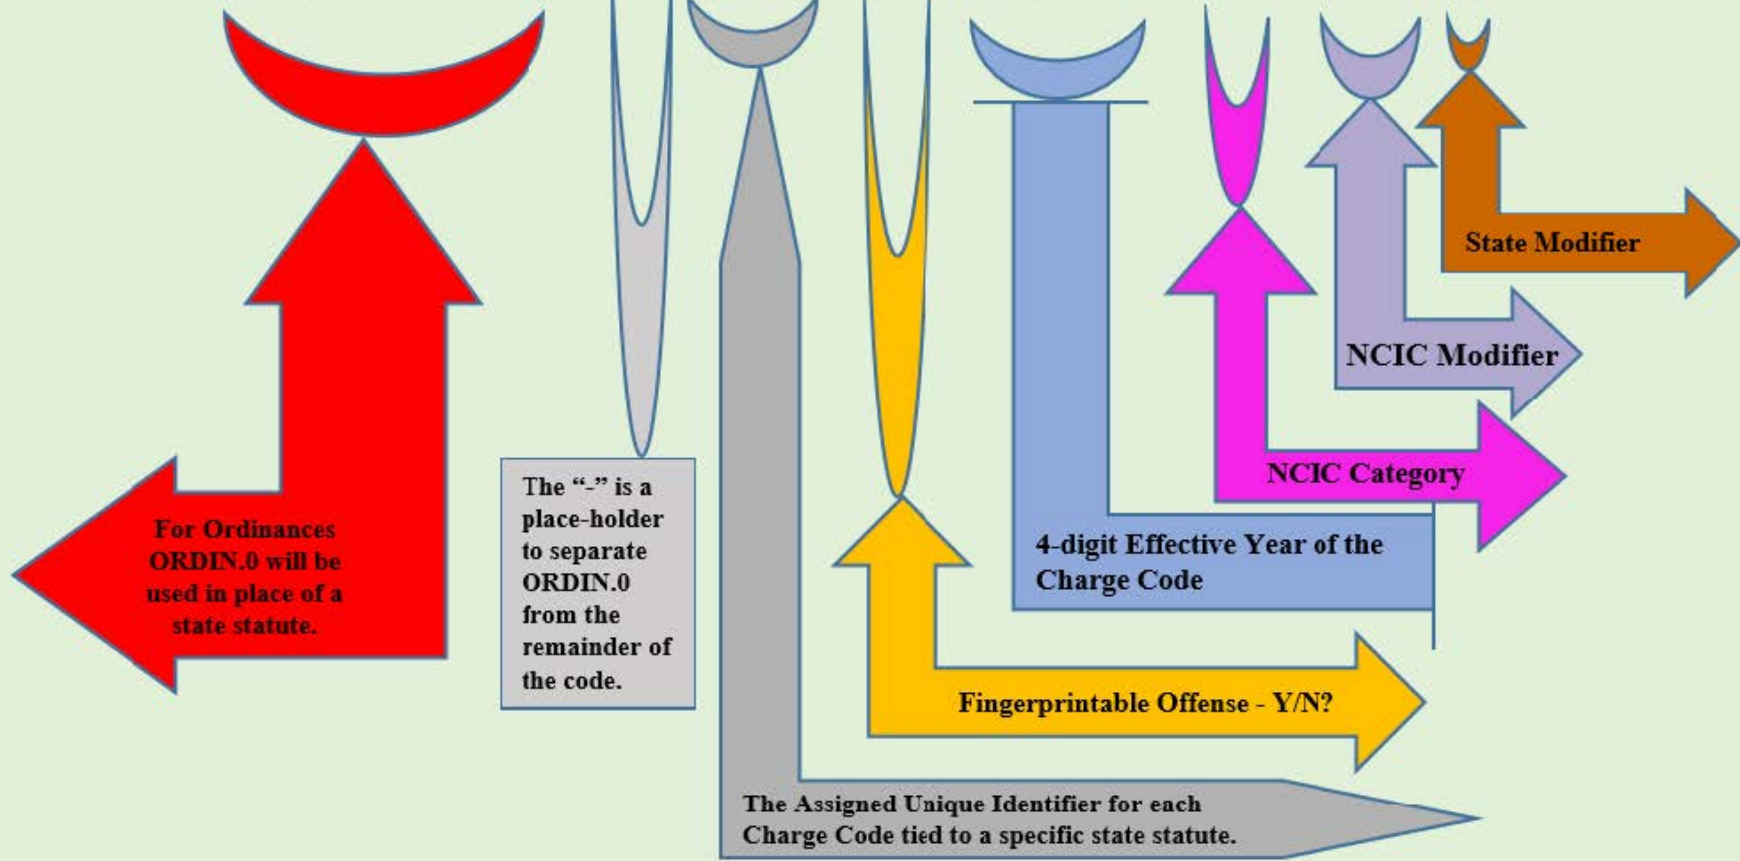 State Modifier
NCIC Modifier
NCIC Category
For Ordinances
ORDIN.0 will be
used in place of a
state statute.
The “-” is a
place-holder
to separate
ORDIN.0
from the
remainder of
the code.
4-digit Effective Year of the
Charge Code
Fingerprintable Offense - Y/N?
The Assigned Unique Identifier for each
Charge Code tied to a specific state statute.